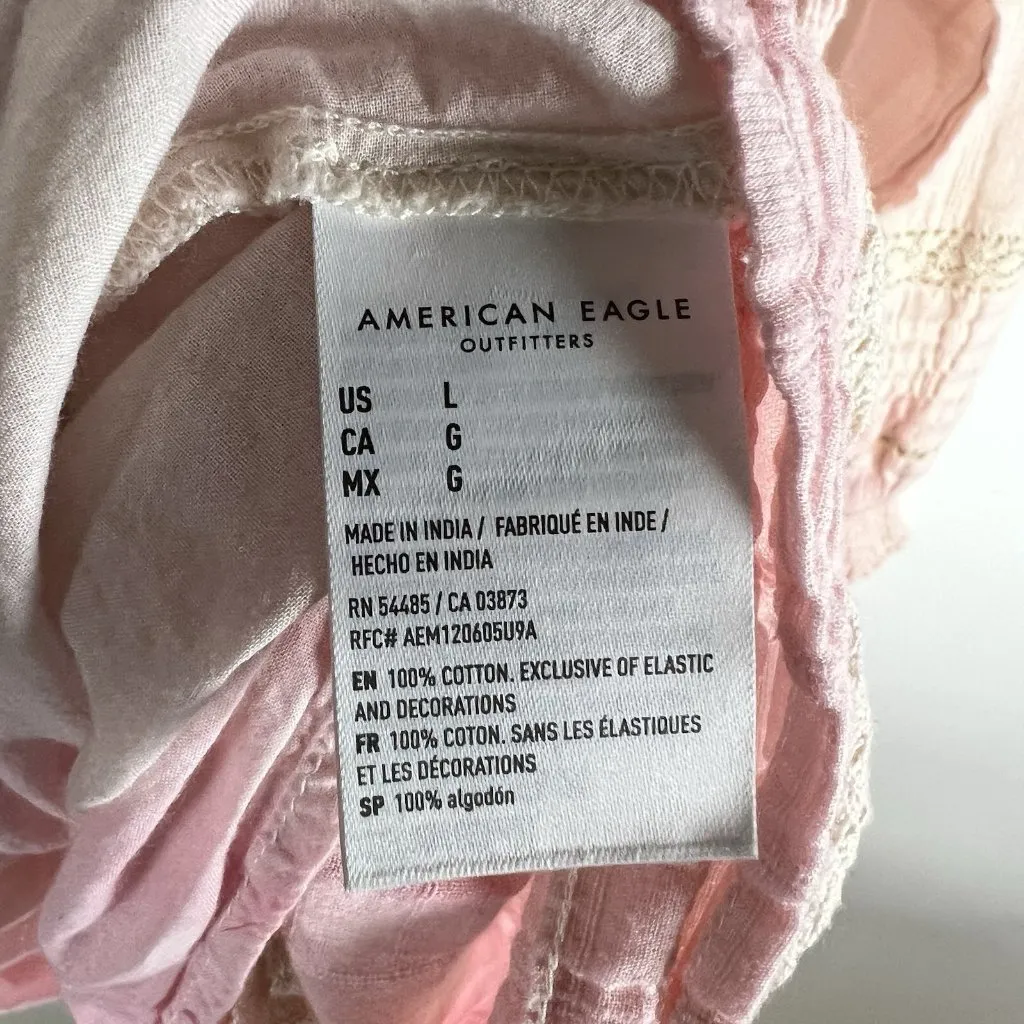 AMERICAN EAGLE
OUTFITTERS
US L
CA G
MX G
MADE IN INDIA / FABRIQUÉ EN INDE /
HECHO EN INDIA
RN 54485 / CA 03873
RFC# AEM120605U9A
EN 100% COTTON. EXCLUSIVE OF ELASTIC
AND DECORATIONS
FR 100% COTON. SANS LES ÉLASTIQUES
ET LES DÉCORATIONS
SP 100% algodón